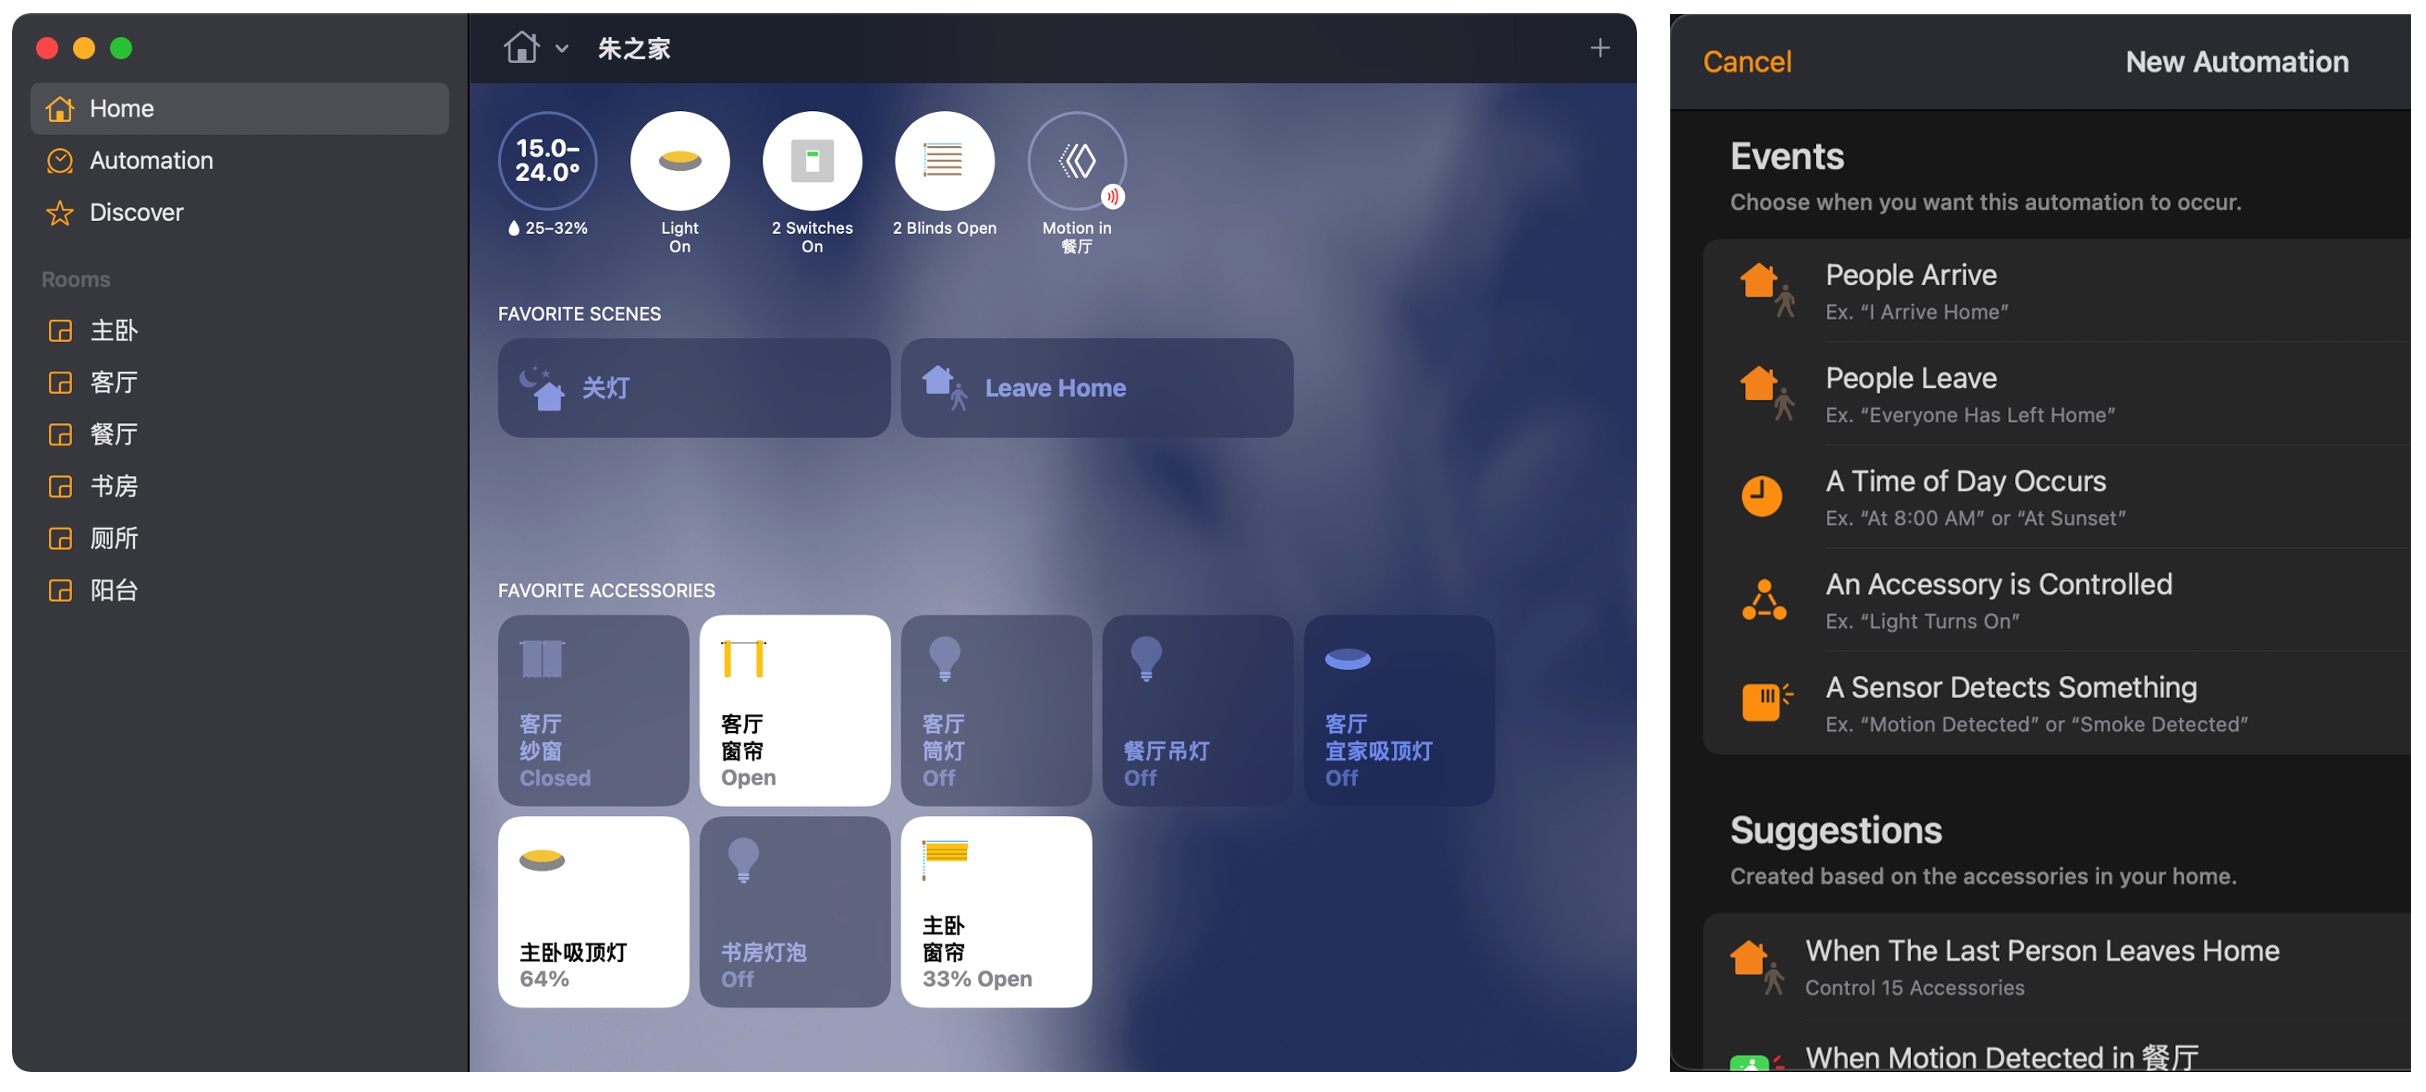 Home
Automation
Discover
Rooms
主卧
客厅
餐厅
书房
厕所
阳台
朱之家
15.0–
24.0°
25–32%
Light
On
2 Switches
On
2 Blinds Open
Motion in
餐厅
FAVORITE SCENES
关灯
Leave Home
FAVORITE ACCESSORIES
客厅
纱窗
Closed
客厅
窗帘
Open
客厅
筒灯
Off
餐厅吊灯
Off
客厅
宜家吸顶灯
Off
主卧吸顶灯
64%
书房灯泡
Off
主卧
窗帘
33% Open
Cancel
New Automation
Events
Choose when you want this automation to occur.
People Arrive
Ex. “I Arrive Home”
People Leave
Ex. “Everyone Has Left Home”
A Time of Day Occurs
Ex. “At 8:00 AM” or “At Sunset”
An Accessory is Controlled
Ex. “Light Turns On”
A Sensor Detects Something
Ex. “Motion Detected” or “Smoke Detected”
Suggestions
Created based on the accessories in your home.
When The Last Person Leaves Home
Control 15 Accessories
When Motion Detected in 餐厅